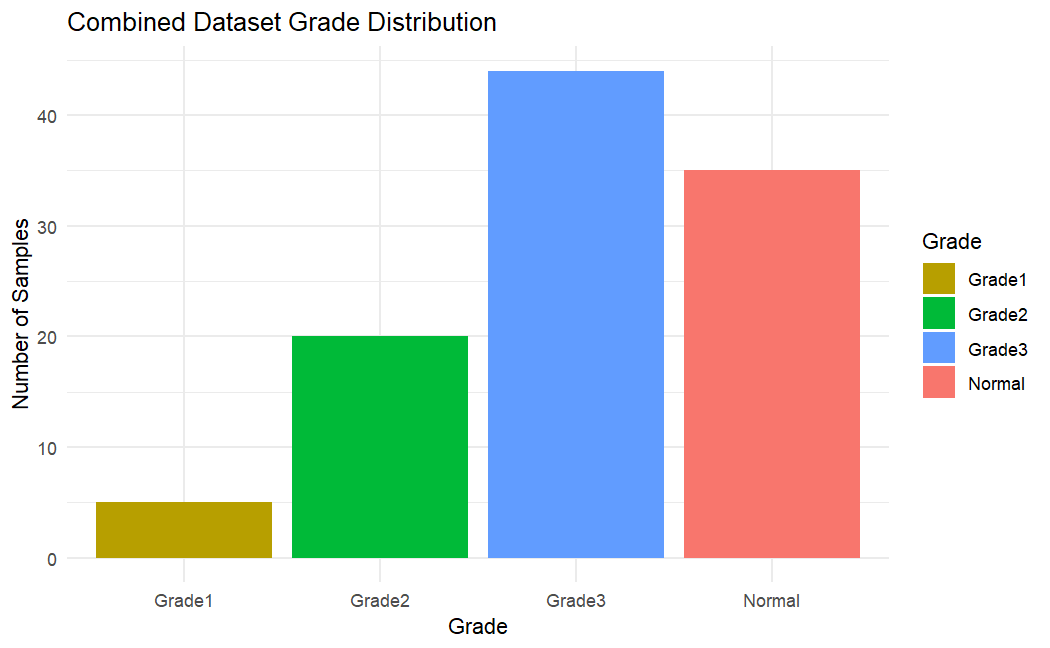 Combined Dataset Grade Distribution
Number of Samples
40
30
20
10
0
Grade1 Grade2 Grade3 Normal
Grade
Grade
Grade1
Grade2
Grade3
Normal